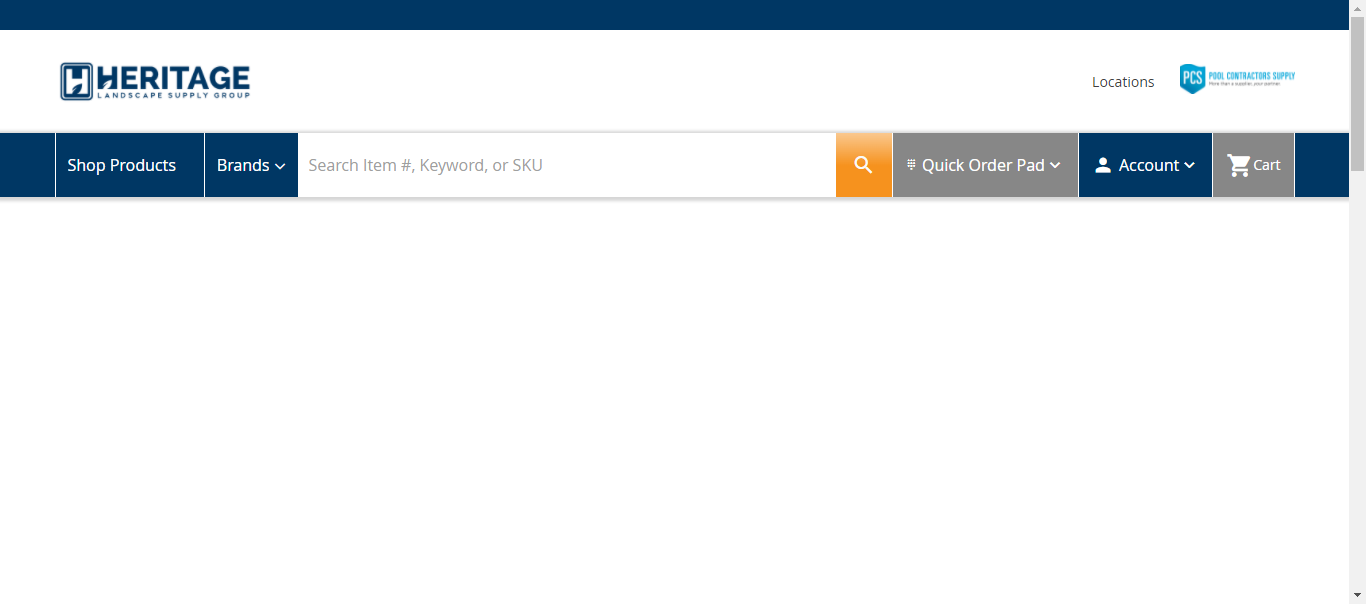 HERITAGE
LANDSCAPE SUPPLY GROUP
Locations
PCS POOL CONTRACTORS SUPPLY
More than a supplier, your partner.
Shop Products
Brands
Search Item #, Keyword, or SKU
Quick Order Pad
Account
Cart